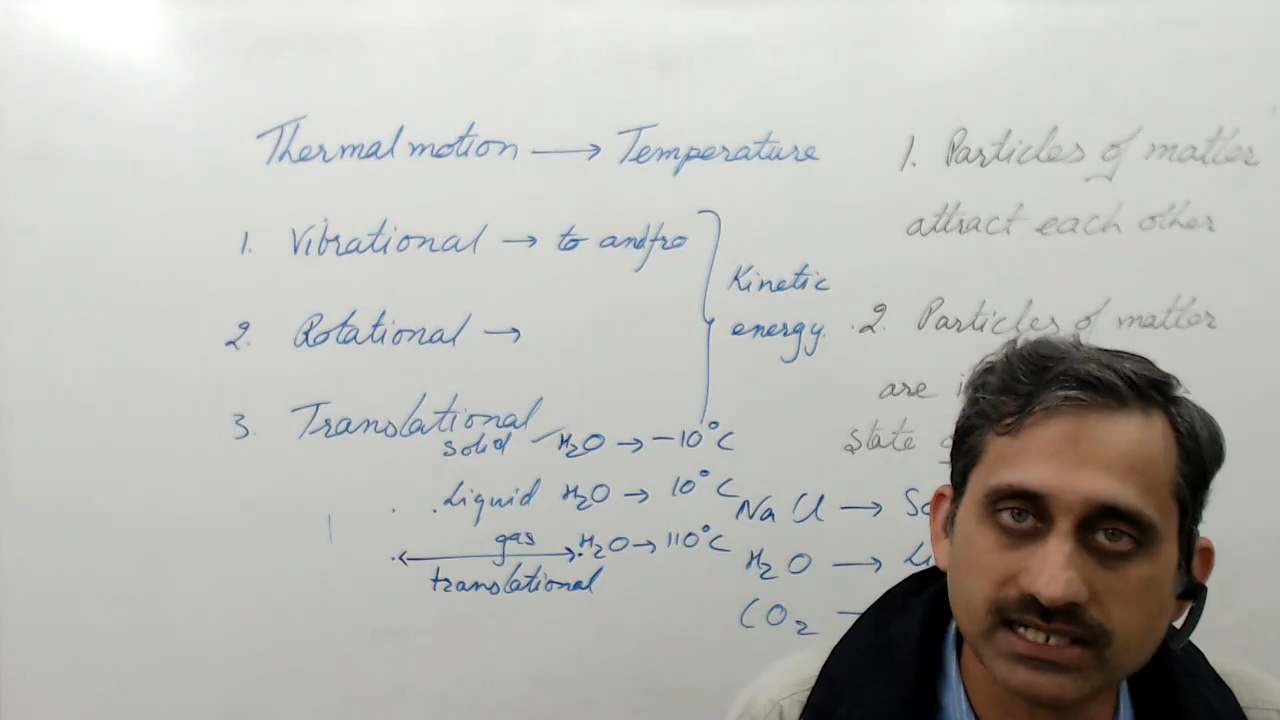 Thermal motion → Temperature
1. Vibrational → to and fro
2. Rotational →
3. Translational
Kinetic
energy.
solid H₂O → -10°C
.Liquid H₂O → 10°C
gas H₂O → 110°C
translational
1. Particles of matter
attract each other
2. Particles of matter
are
state
NaCl →
H₂O →
CO₂